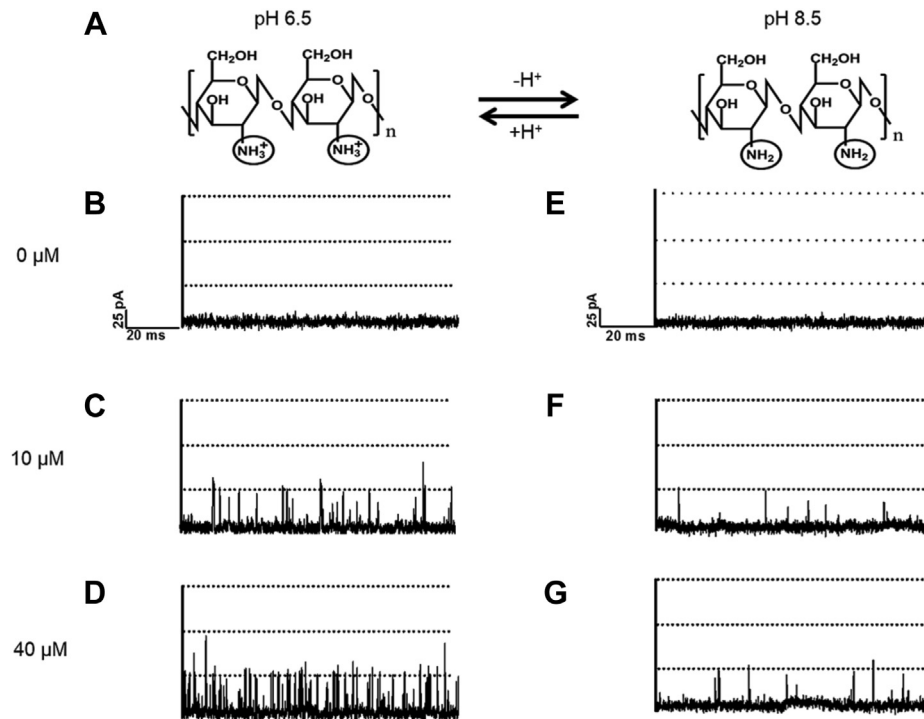 A pH 6.5 pH 8.5
CH₂OH CH₂OH CH₂OH CH₂OH
O O O O O O O O
OH OH n -H⁺ OH OH n
NH₃⁺ NH₃⁺ +H⁺ NH₂ NH₂
B E
0 µM
25 pA 25 pA
20 ms 20 ms
C F
10 µM
D G
40 µM